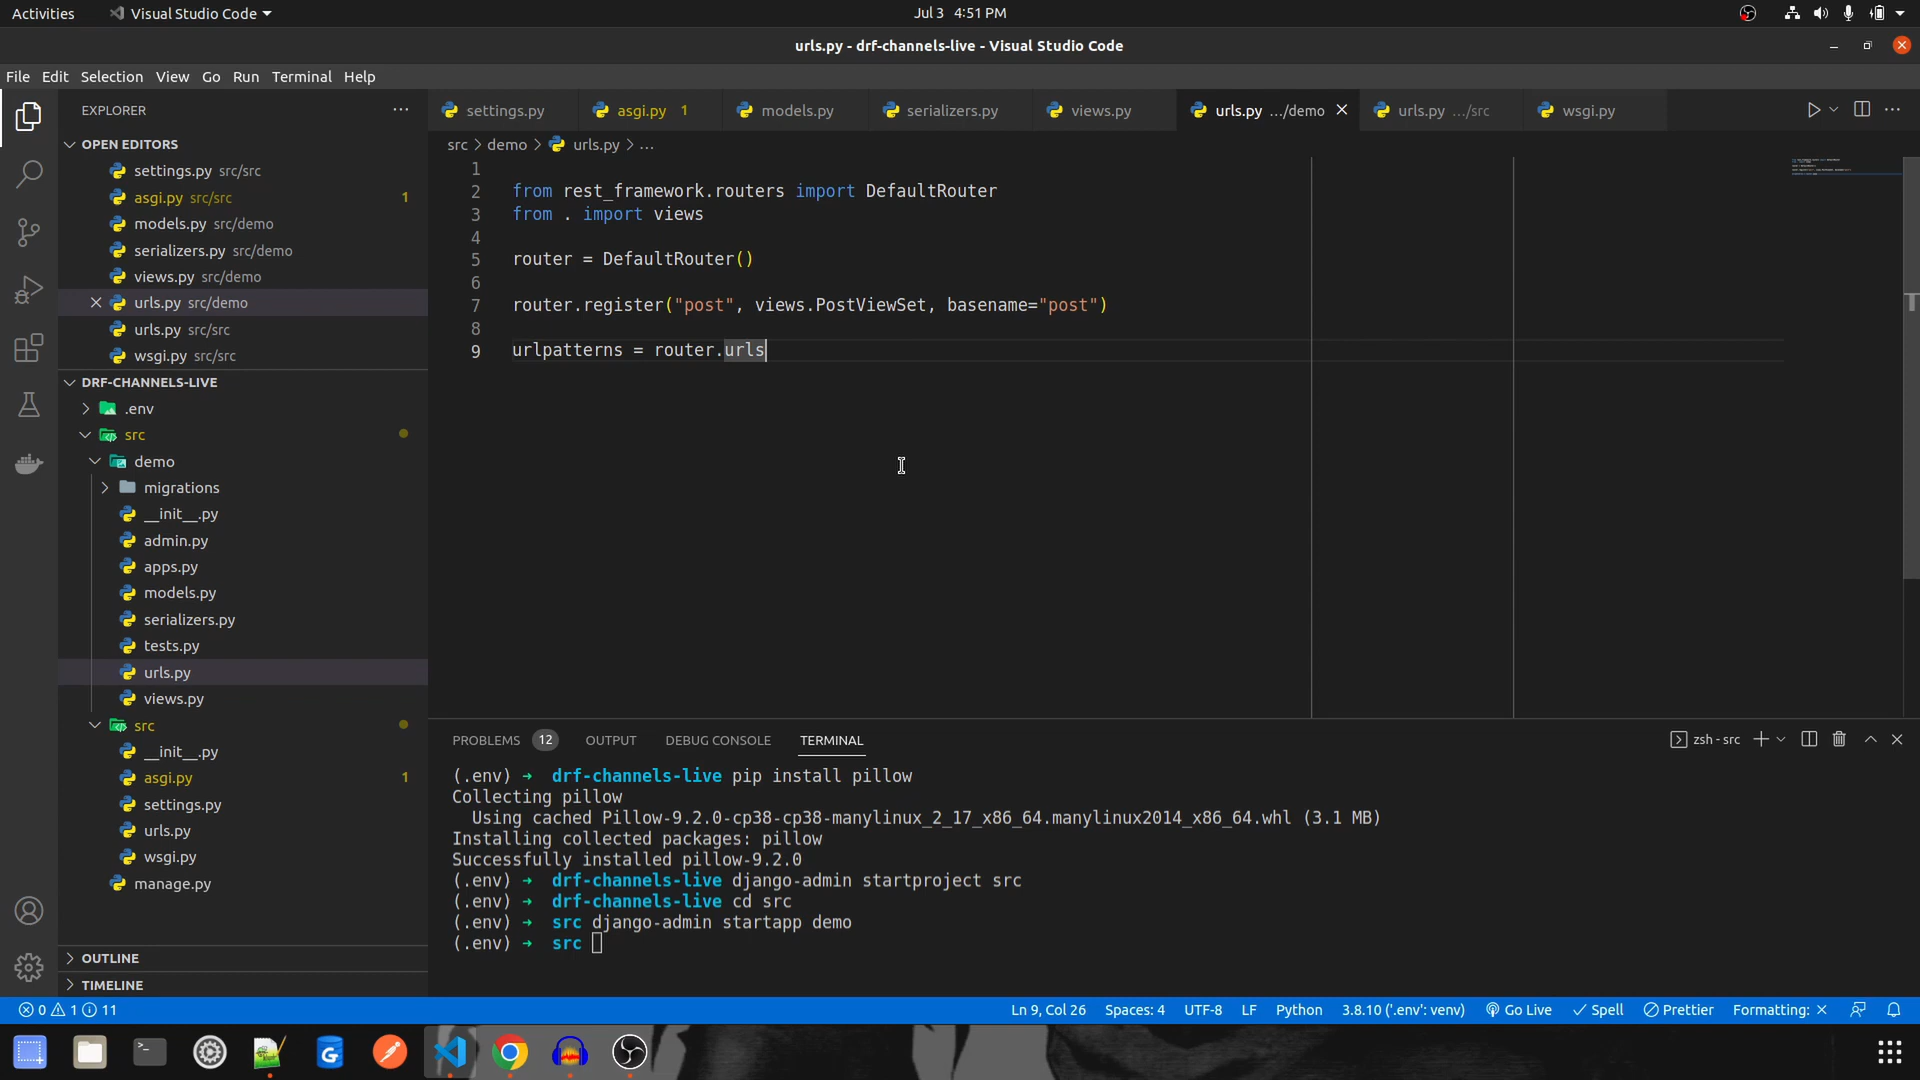 Activities
Visual Studio Code
Jul 3 4:51 PM
urls.py - drf-channels-live - Visual Studio Code
File Edit Selection View Go Run Terminal Help
EXPLORER
OPEN EDITORS
settings.py src/src
asgi.py src/src 1
models.py src/demo
serializers.py src/demo
views.py src/demo
urls.py src/demo
urls.py src/src
wsgi.py src/src
DRF-CHANNELS-LIVE
.env
src
demo
migrations
__init__.py
admin.py
apps.py
models.py
serializers.py
tests.py
urls.py
views.py
src
__init__.py
asgi.py 1
settings.py
urls.py
wsgi.py
manage.py
OUTLINE
TIMELINE
settings.py
asgi.py 1
models.py
serializers.py
views.py
urls.py .../demo
urls.py .../src
wsgi.py
src > demo > urls.py > ...
1
2 from rest_framework.routers import DefaultRouter
3 from . import views
4
5 router = DefaultRouter()
6
7 router.register("post", views.PostViewSet, basename="post")
8
9 urlpatterns = router.urls
PROBLEMS 12 OUTPUT DEBUG CONSOLE TERMINAL
zsh - src
(.env) → drf-channels-live pip install pillow
Collecting pillow
Using cached Pillow-9.2.0-cp38-cp38-manylinux_2_17_x86_64.manylinux2014_x86_64.whl (3.1 MB)
Installing collected packages: pillow
Successfully installed pillow-9.2.0
(.env) → drf-channels-live django-admin startproject src
(.env) → drf-channels-live cd src
(.env) → src django-admin startapp demo
(.env) → src
0 1 11
Ln 9, Col 26
Spaces: 4
UTF-8
LF
Python
3.8.10 ('.env': venv)
Go Live
Spell
Prettier
Formatting: ×